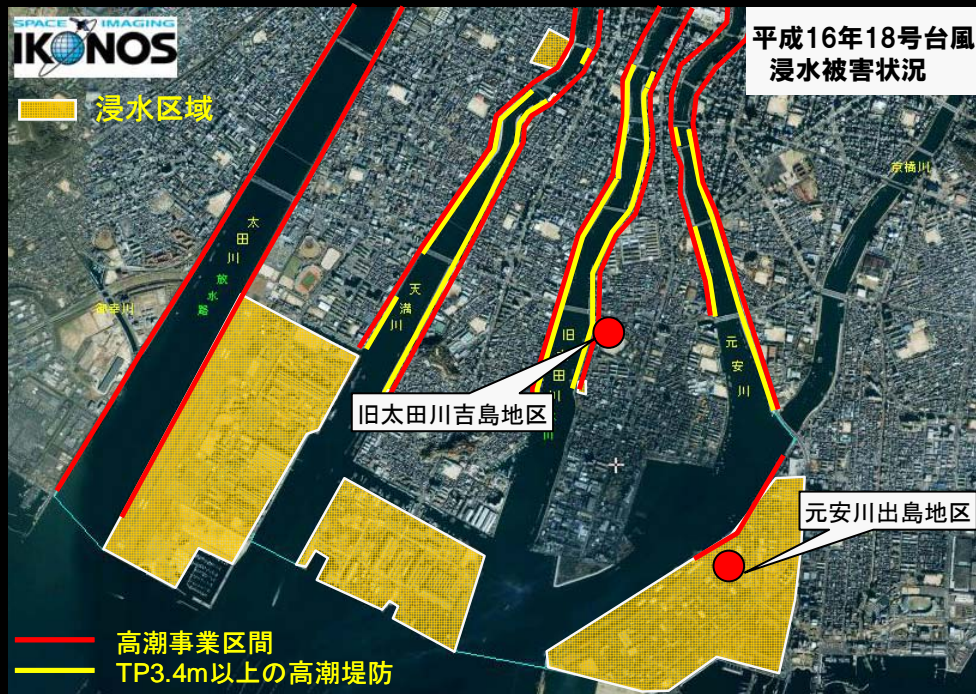 SPACE IMAGING
IKONOS
平成16年18号台風
浸水被害状況
浸水区域
京橋川
太田川
放水路
御幸川
天満川
旧太田川
元安川
旧太田川吉島地区
元安川出島地区
高潮事業区間
TP3.4m以上の高潮堤防